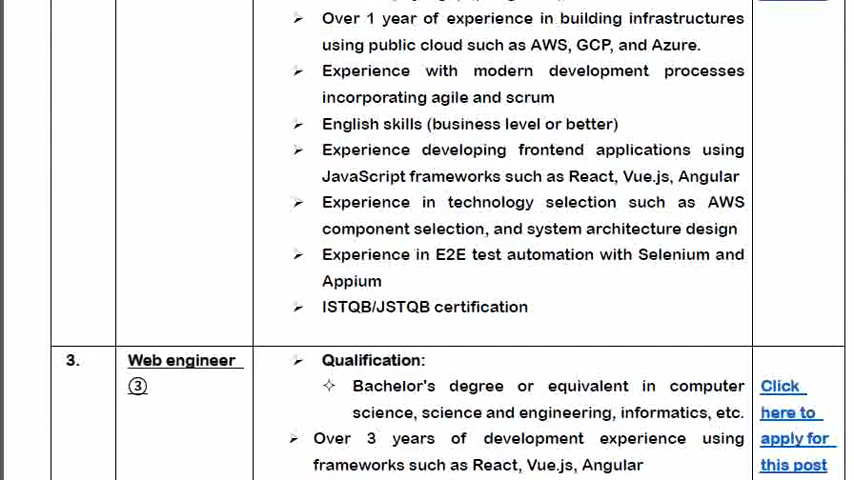 Over 1 year of experience in building infrastructures
using public cloud such as AWS, GCP, and Azure.
Experience with modern development processes
incorporating agile and scrum
English skills (business level or better)
Experience developing frontend applications using
JavaScript frameworks such as React, Vue.js, Angular
Experience in technology selection such as AWS
component selection, and system architecture design
Experience in E2E test automation with Selenium and
Appium
ISTQB/JSTQB certification
3.
Web engineer
③
Qualification:
Bachelor's degree or equivalent in computer
science, science and engineering, informatics, etc.
Over 3 years of development experience using
frameworks such as React, Vue.js, Angular
Click
here to
apply for
this post